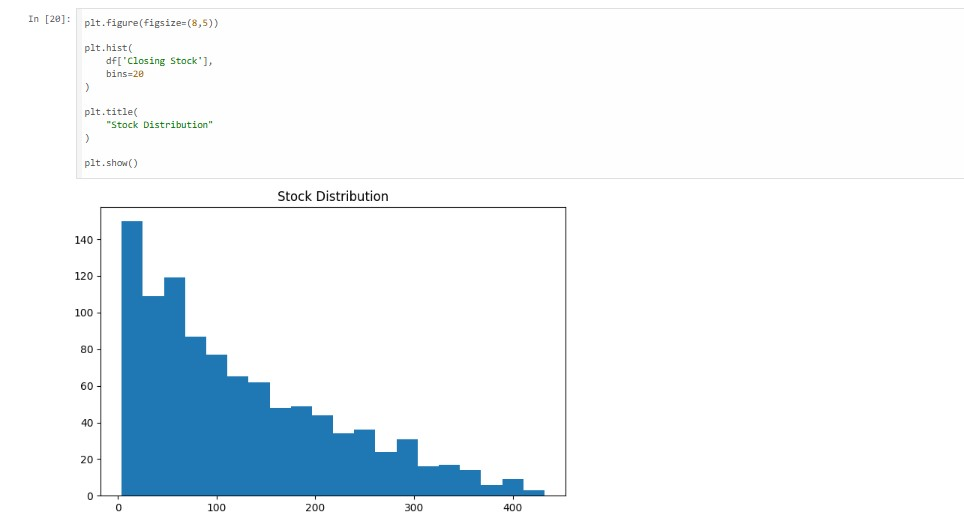 In [20]:
plt.figure(figsize=(8,5))
plt.hist(
    df['Closing Stock'],
    bins=20
)
plt.title(
    "Stock Distribution"
)
plt.show()
Stock Distribution
140
120
100
80
60
40
20
0
0 100 200 300 400